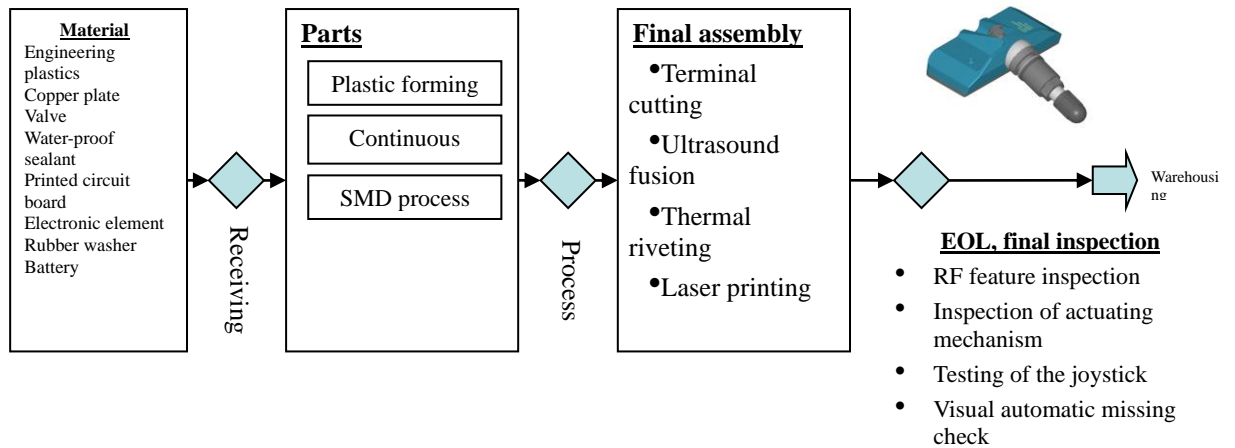 Material
Engineering
plastics
Copper plate
Valve
Water-proof
sealant
Printed circuit
board
Electronic element
Rubber washer
Battery
Receiving
Parts
Plastic forming
Continuous
SMD process
Process
Final assembly
•Terminal
cutting
•Ultrasound
fusion
•Thermal
riveting
•Laser printing
Warehousi
ng
EOL, final inspection
• RF feature inspection
• Inspection of actuating
mechanism
• Testing of the joystick
• Visual automatic missing
check